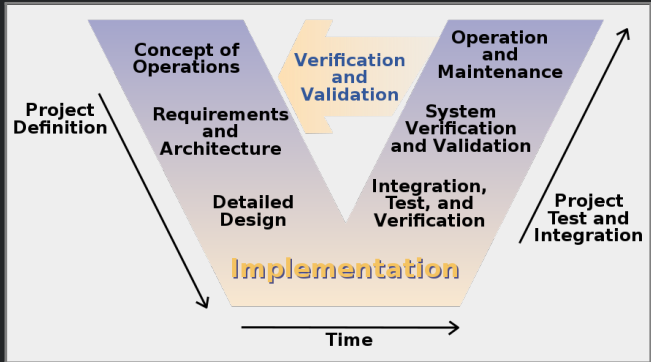 Concept of
Operations
Verification
and
Validation
Operation
and
Maintenance
Project
Definition
Requirements
and
Architecture
System
Verification
and Validation
Detailed
Design
Integration,
Test, and
Verification
Project
Test and
Integration
Implementation
Time